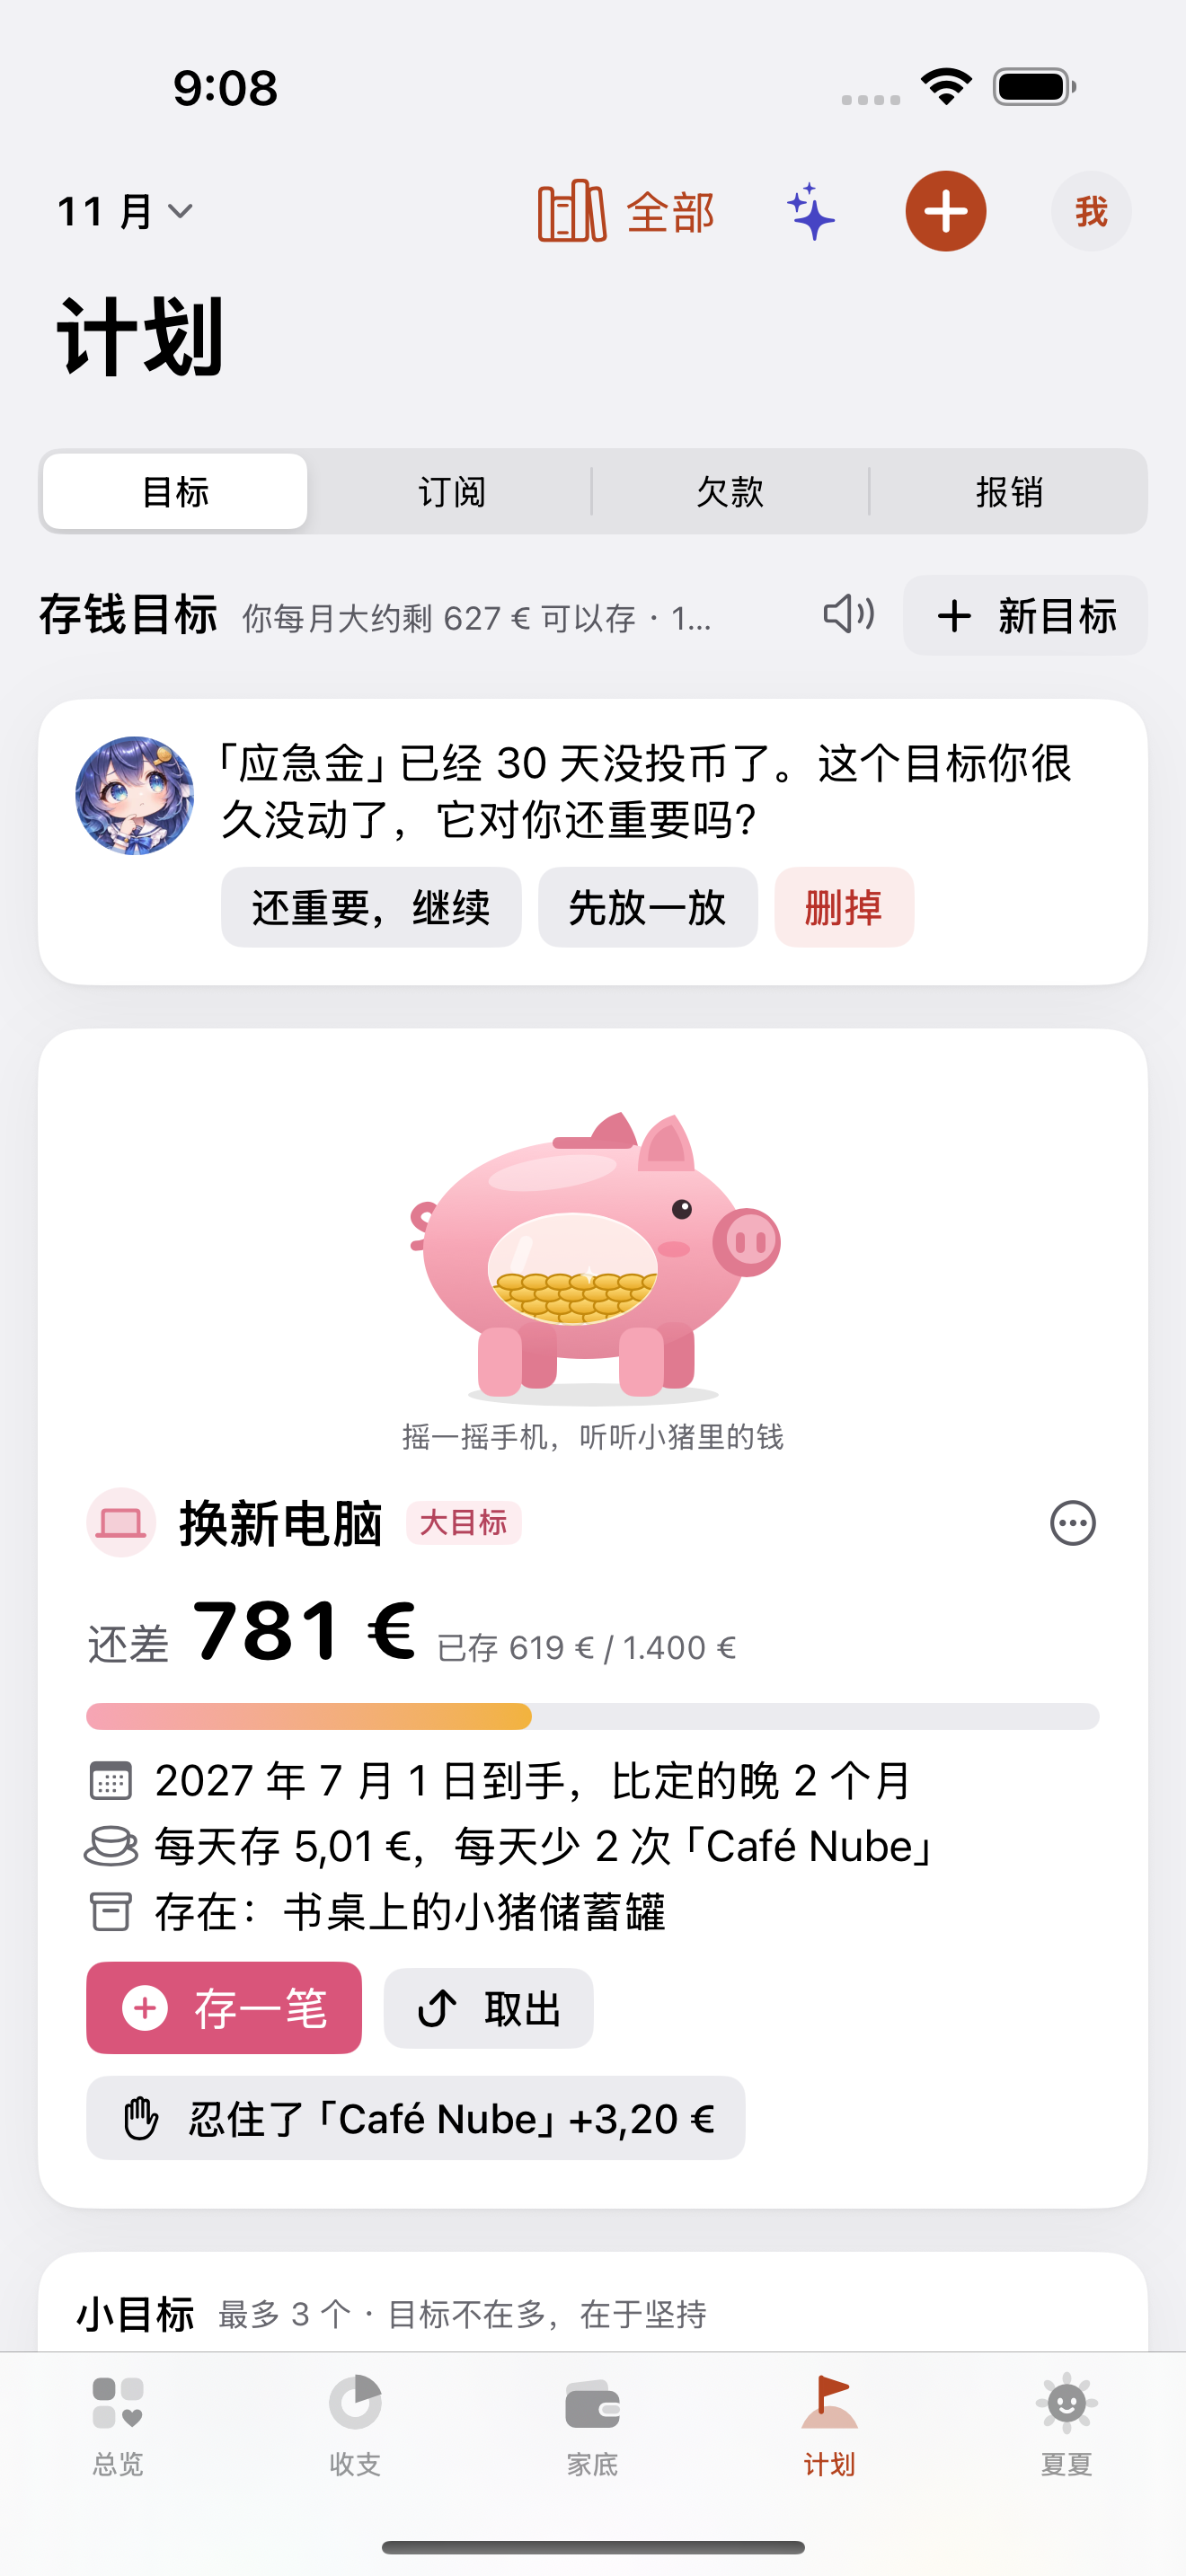 9:08
11 月
全部
我
计划
目标
订阅
欠款
报销
存钱目标 你每月大约剩 627 € 可以存 · 1...
新目标
「应急金」已经 30 天没投币了。这个目标你很
久没动了，它对你还重要吗?
还重要，继续
先放一放
删掉
摇一摇手机，听听小猪里的钱
换新电脑 大目标
还差 781 € 已存 619 € / 1.400 €
2027 年 7 月 1 日到手，比定的晚 2 个月
每天存 5,01 €，每天少 2 次「Café Nube」
存在：书桌上的小猪储蓄罐
存一笔
取出
忍住了「Café Nube」+3,20 €
小目标 最多 3 个 · 目标不在多，在于坚持
总览
收支
家底
计划
夏夏